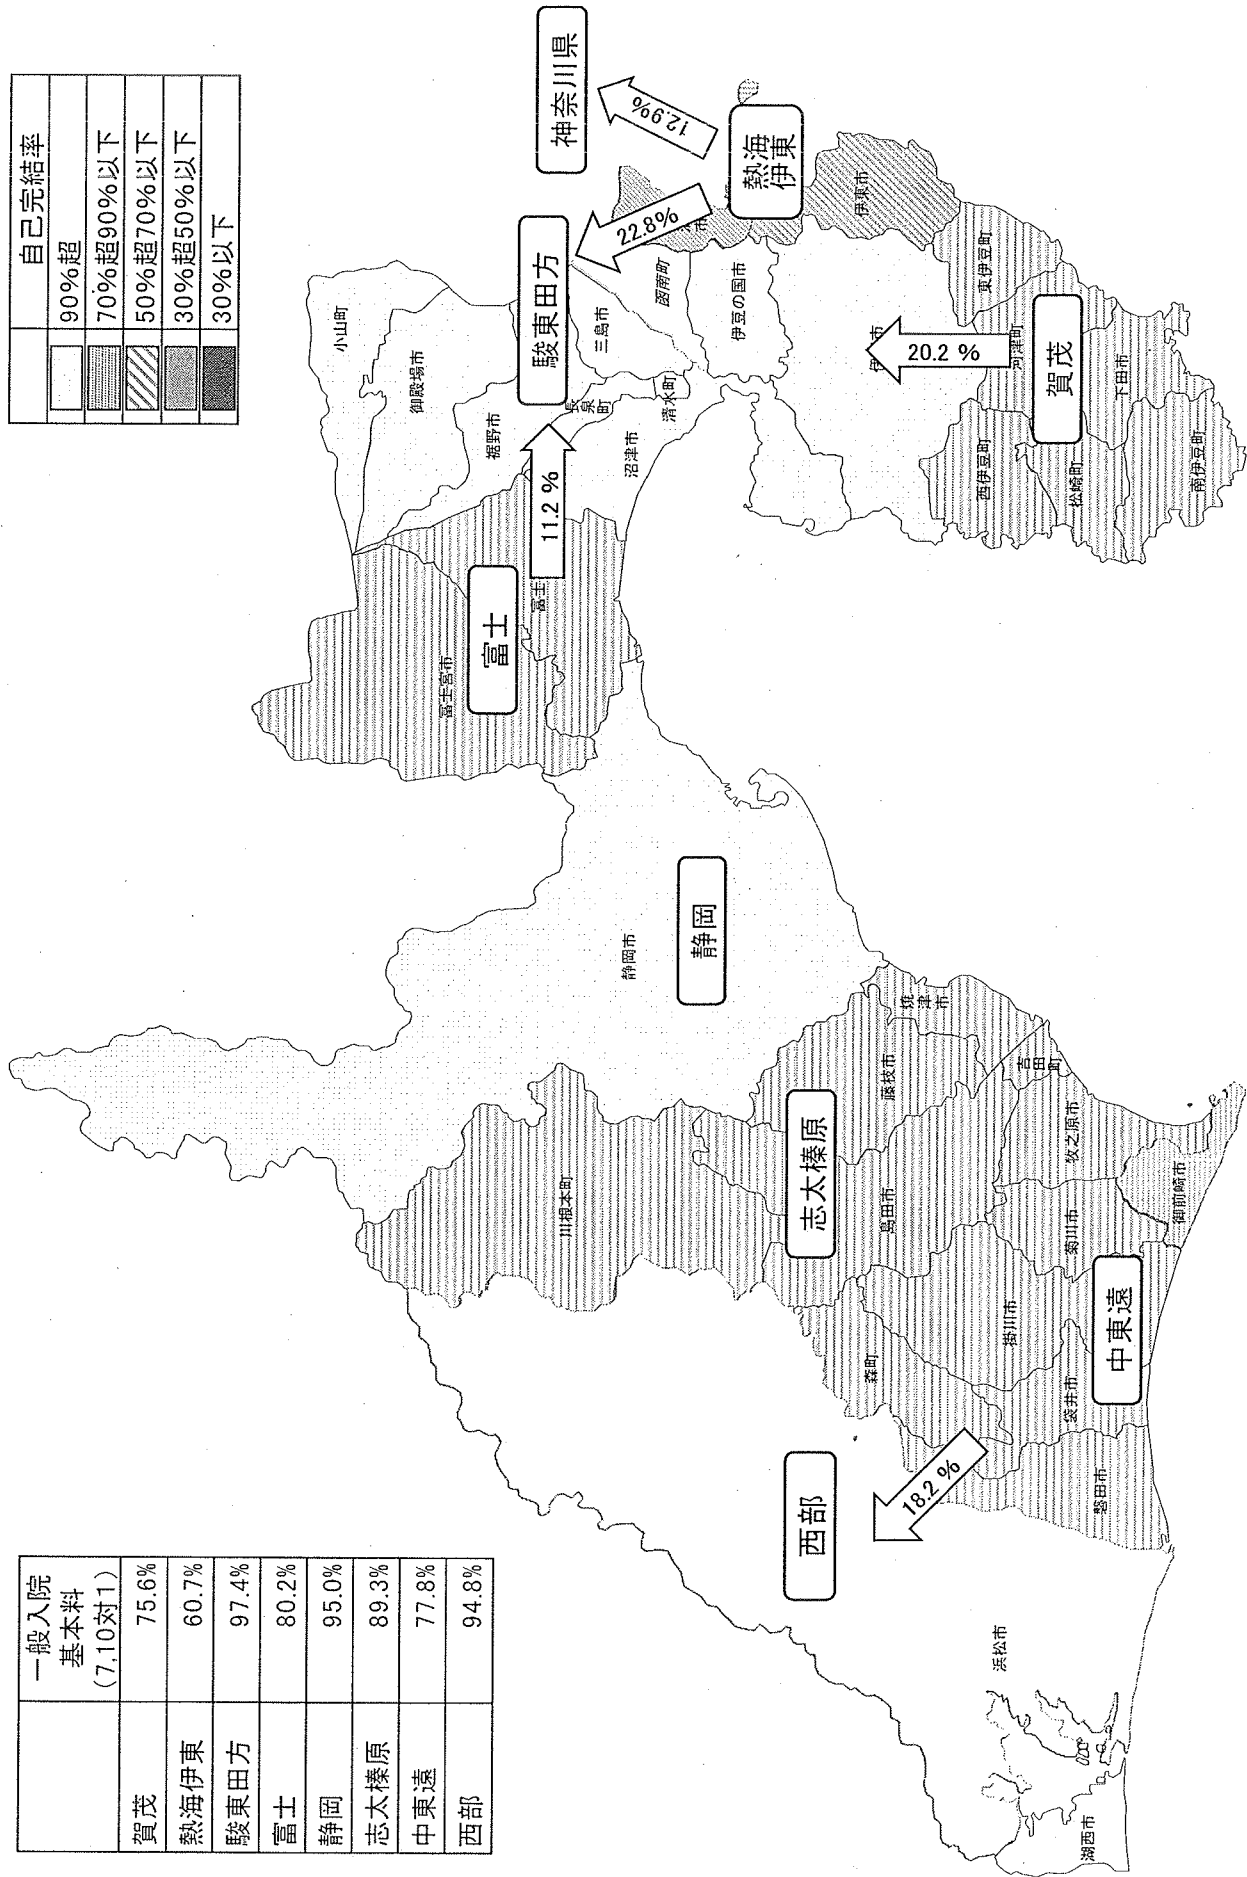 一般入院
基本料
(7,10対1)
賀茂 75.6%
熱海伊東 60.7%
駿東田方 97.4%
富士 80.2%
静岡 95.0%
志太榛原 89.3%
中東遠 77.8%
西部 94.8%
自己完結率
90%超
70%超90%以下
50%超70%以下
30%超50%以下
30%以下
神奈川県
12.9%
熱海
伊東
22.8%
駿東田方
11.2 %
富士
20.2 %
賀茂
静岡
志太榛原
中東遠
18.2 %
西部
小山町
御殿場市
裾野市
三島市
長泉町
清水町
沼津市
函南町
伊豆の国市
市
伊東市
東伊豆町
河津町
下田市
西伊豆町
松崎町
南伊豆町
富士宮市
富士
静岡市
川根本町
藤枝市
焼津市
島田市
吉田町
牧之原市
御前崎市
菊川市
掛川市
森町
袋井市
磐田市
浜松市
湖西市